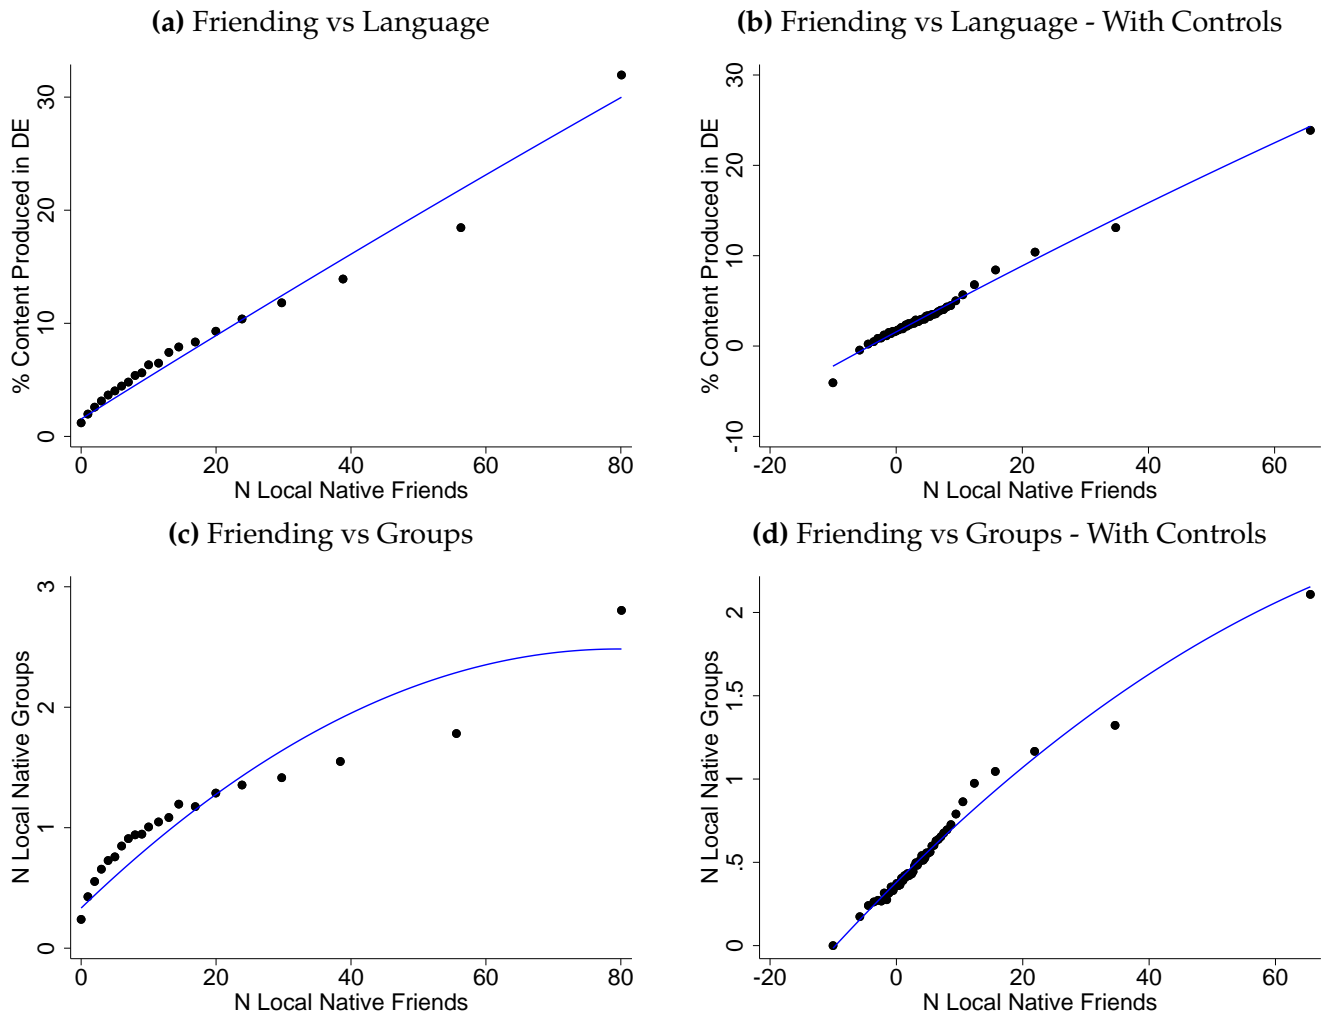 (a) Friending vs Language
30
20
10
0
% Content Produced in DE
0 20 40 60 80
N Local Native Friends
(b) Friending vs Language - With Controls
30
20
10
0
-10
% Content Produced in DE
-20 0 20 40 60
N Local Native Friends
(c) Friending vs Groups
3
2
1
0
N Local Native Groups
0 20 40 60 80
N Local Native Friends
(d) Friending vs Groups - With Controls
2
1.5
1
.5
0
N Local Native Groups
-20 0 20 40 60
N Local Native Friends